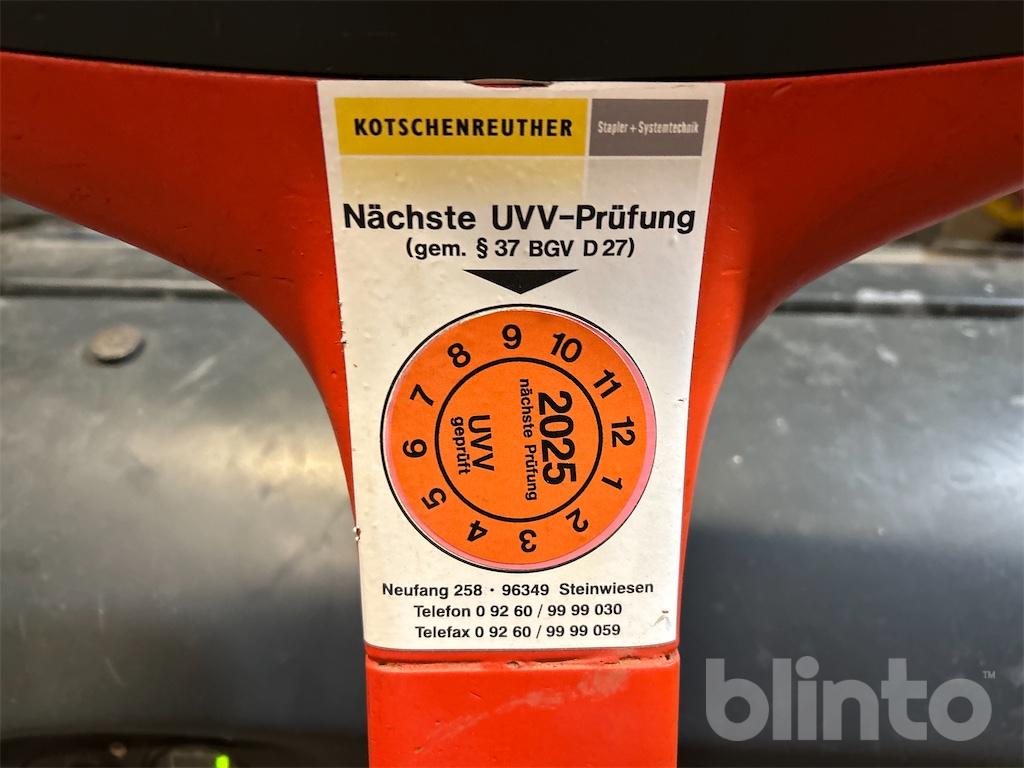 KOTSCHENREUTHER
Stapler + Systemtechnik
Nächste UVV-Prüfung
(gem. § 37 BGV D 27)
9
10
11
12
1
2
3
4
5
6
7
8
2025
nächste Prüfung
UVV
geprüft
Neufang 258 · 96349 Steinwiesen
Telefon 0 92 60 / 99 99 030
Telefax 0 92 60 / 99 99 059
blinto™